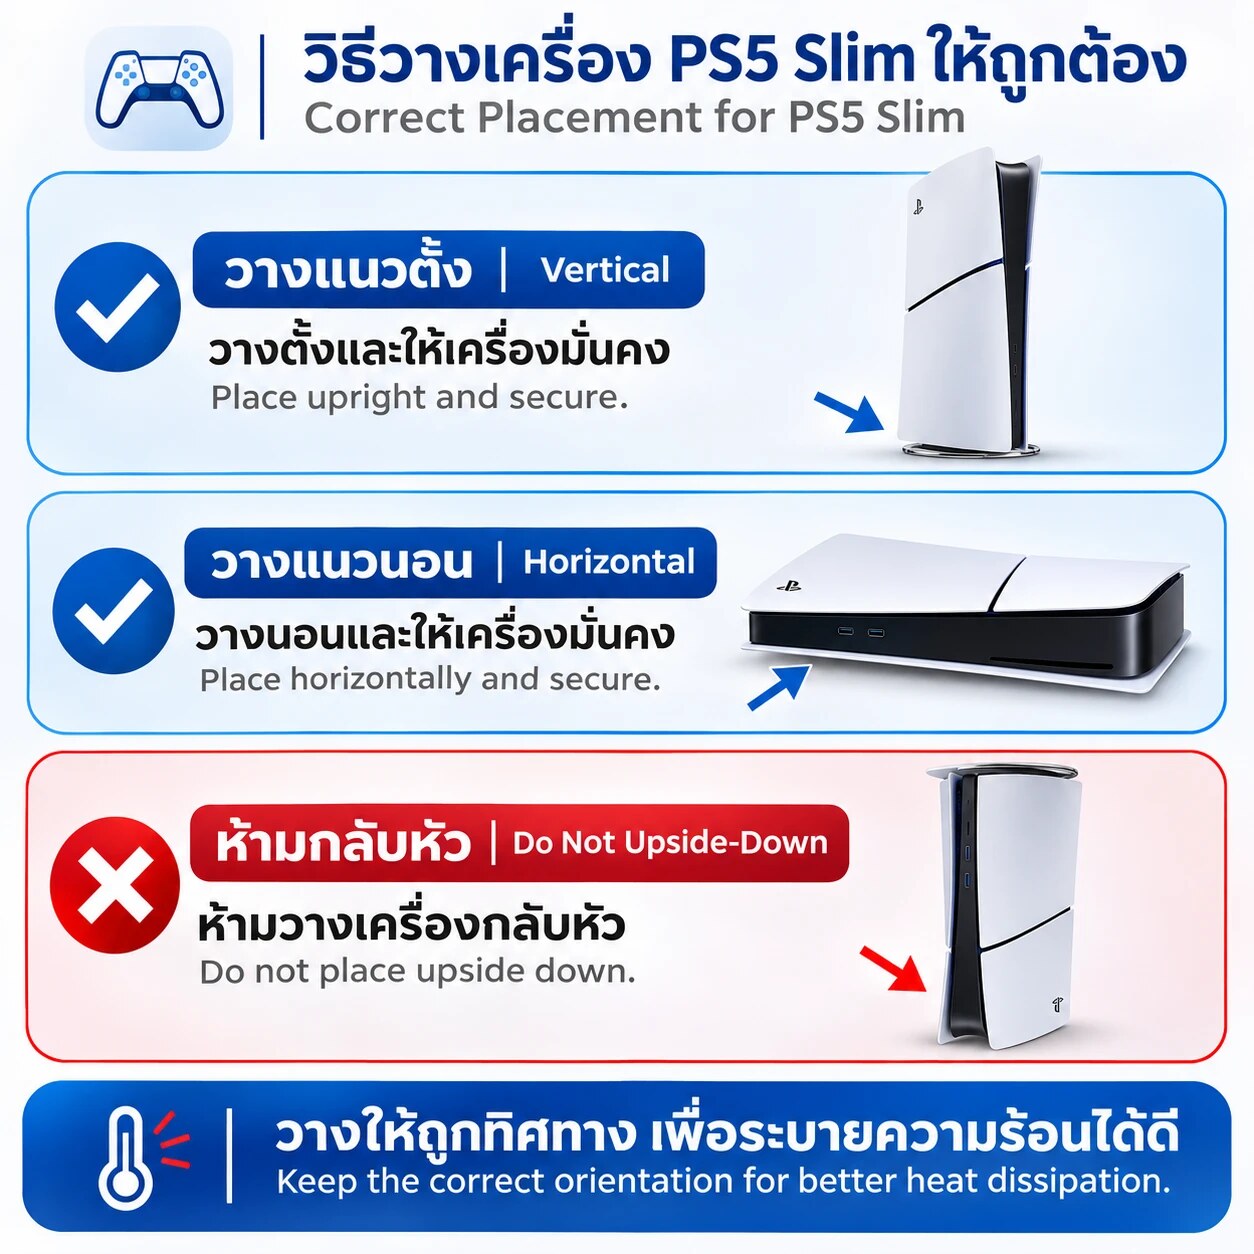 วิธีวางเครื่อง PS5 Slim ให้ถูกต้อง
Correct Placement for PS5 Slim
วางแนวตั้ง | Vertical
วางตั้งและให้เครื่องมั่นคง
Place upright and secure.
วางแนวนอน | Horizontal
วางนอนและให้เครื่องมั่นคง
Place horizontally and secure.
ห้ามกลับหัว | Do Not Upside-Down
ห้ามวางเครื่องกลับหัว
Do not place upside down.
วางให้ถูกทิศทาง เพื่อระบายความร้อนได้ดี
Keep the correct orientation for better heat dissipation.